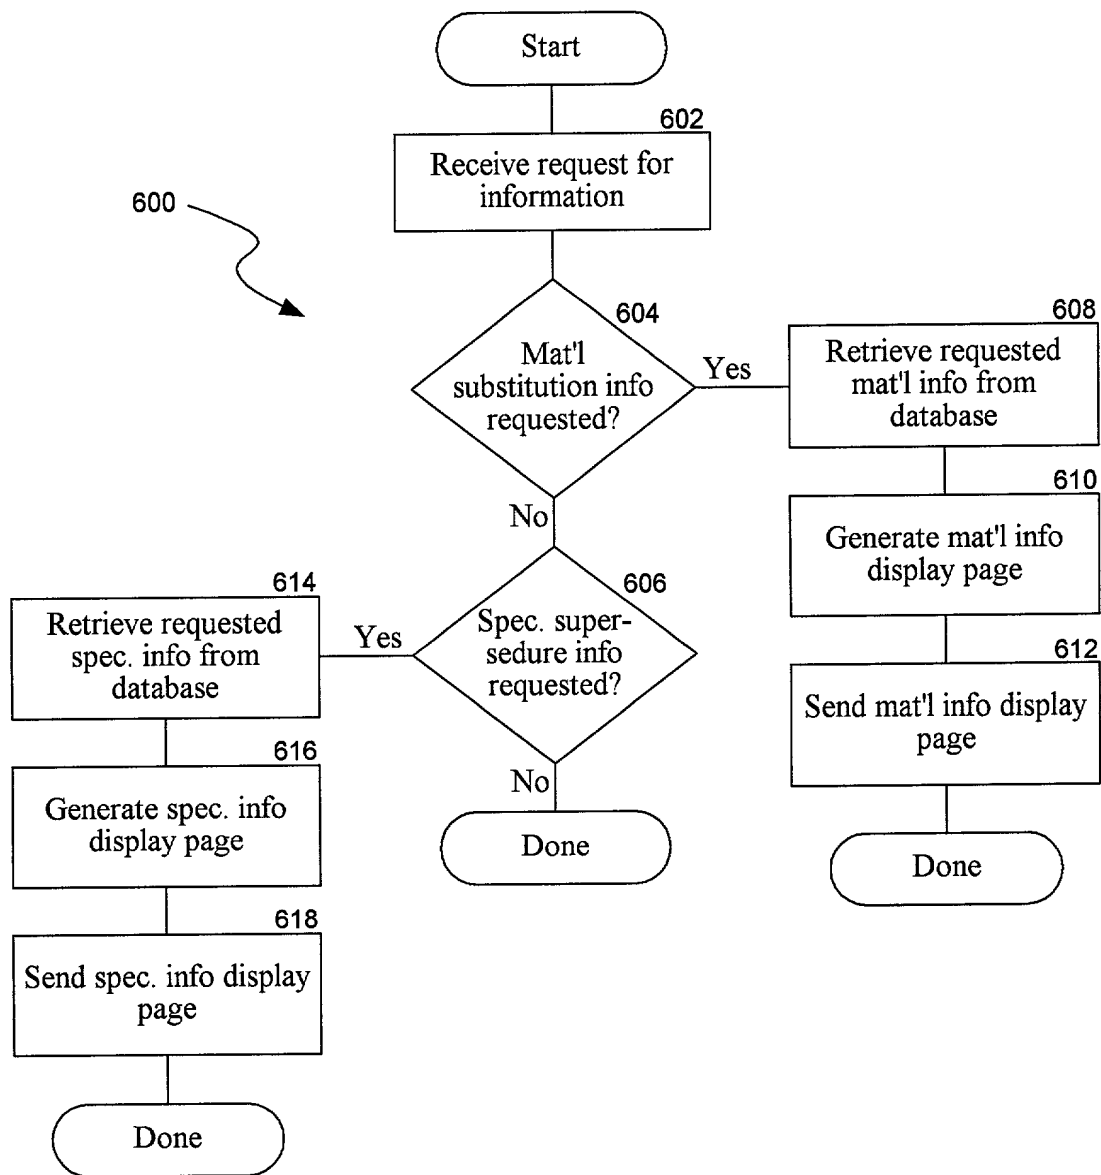 Start
602
Receive request for
information
600
604
Mat'l
substitution info
requested?
Yes
608
Retrieve requested
mat'l info from
database
No
610
Generate mat'l info
display page
606
Spec. super-
sedure info
requested?
Yes
614
Retrieve requested
spec. info from
database
612
Send mat'l info display
page
No
616
Generate spec. info
display page
Done
Done
618
Send spec. info display
page
Done